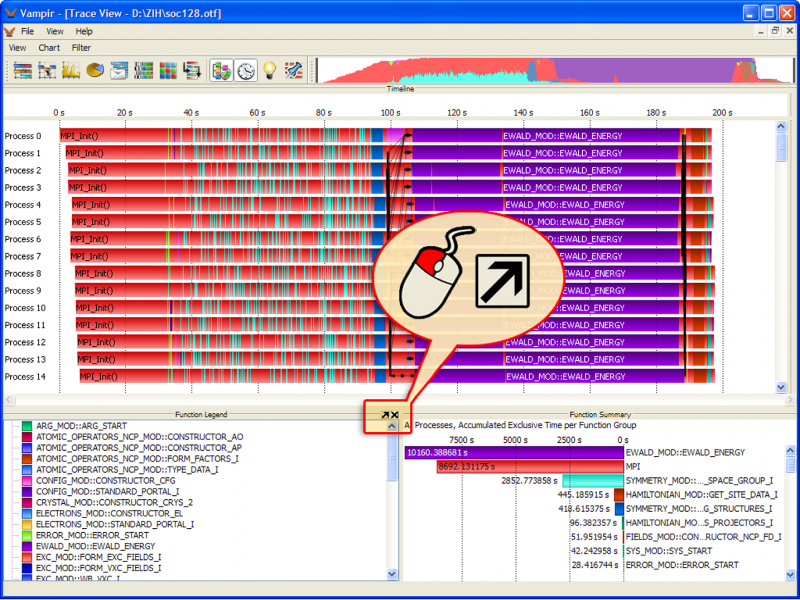 Vampir - [Trace View - D:\ZIH\soc128.otf]
File View Help
View Chart Filter
Timeline
0 s 20 s 40 s 60 s 80 s 100 s 120 s 140 s 160 s 180 s 200 s
Process 0 MPI_Init() EWALD_MOD::EWALD_ENERGY
Process 1 MPI_Init() EWALD_MOD::EWALD_ENERGY
Process 2 MPI_Init() EWALD_MOD::EWALD_ENERGY
Process 3 MPI_Init() EWALD_MOD::EWALD_ENERGY
Process 4 MPI_Init() EWALD_MOD::EWALD_ENERGY
Process 5 MPI_Init() EWALD_MOD::EWALD_ENERGY
Process 6 MPI_Init() EWALD_MOD::EWALD_ENERGY
Process 7 MPI_Init() EWALD_MOD::EWALD_ENERGY
Process 8 MPI_Init() EWALD_MOD::EWALD_ENERGY
Process 9 MPI_Init() EWALD_MOD::EWALD_ENERGY
Process 10 MPI_Init() EWALD_MOD::EWALD_ENERGY
Process 11 MPI_Init() EWALD_MOD::EWALD_ENERGY
Process 12 MPI_Init() EWALD_MOD::EWALD_ENERGY
Process 13 MPI_Init() EWALD_MOD::EWALD_ENERGY
Process 14 MPI_Init() EWALD_MOD::EWALD_ENERGY
Function Legend
ARG_MOD::ARG_START
ATOMIC_OPERATORS_NCP_MOD::CONSTRUCTOR_AO
ATOMIC_OPERATORS_NCP_MOD::CONSTRUCTOR_AP
ATOMIC_OPERATORS_NCP_MOD::FORM_FACTORS_I
ATOMIC_OPERATORS_NCP_MOD::TYPE_DATA_I
CONFIG_MOD::CONSTRUCTOR_CFG
CONFIG_MOD::STANDARD_PORTAL_I
CRYSTAL_MOD::CONSTRUCTOR_CRYS_2
ELECTRONS_MOD::CONSTRUCTOR_EL
ELECTRONS_MOD::STANDARD_PORTAL_I
ERROR_MOD::ERROR_START
EWALD_MOD::EWALD_ENERGY
EXC_MOD::FORM_EXC_FIELDS_I
EXC_MOD::FORM_VXC_FIELDS_I
EXC_MOD::WB_VXC_I
Function Summary
Processes, Accumulated Exclusive Time per Function Group
7500 s 5000 s 2500 s 0 s
10160.388681 s EWALD_MOD::EWALD_ENERGY
8692.131175 s MPI
2852.773858 s SYMMETRY_MOD::..._SPACE_GROUP_I
445.185915 s HAMILTONIAN_MOD::GET_SITE_DATA_I
418.615375 s SYMMETRY_MOD::...G_STRUCTURES_I
96.382357 s HAMILTONIAN_MO...S_PROJECTORS_I
51.951954 s FIELDS_MOD::CON...RUCTOR_NCP_FD_I
42.242958 s SYS_MOD::SYS_START
28.416744 s ERROR_MOD::ERROR_START